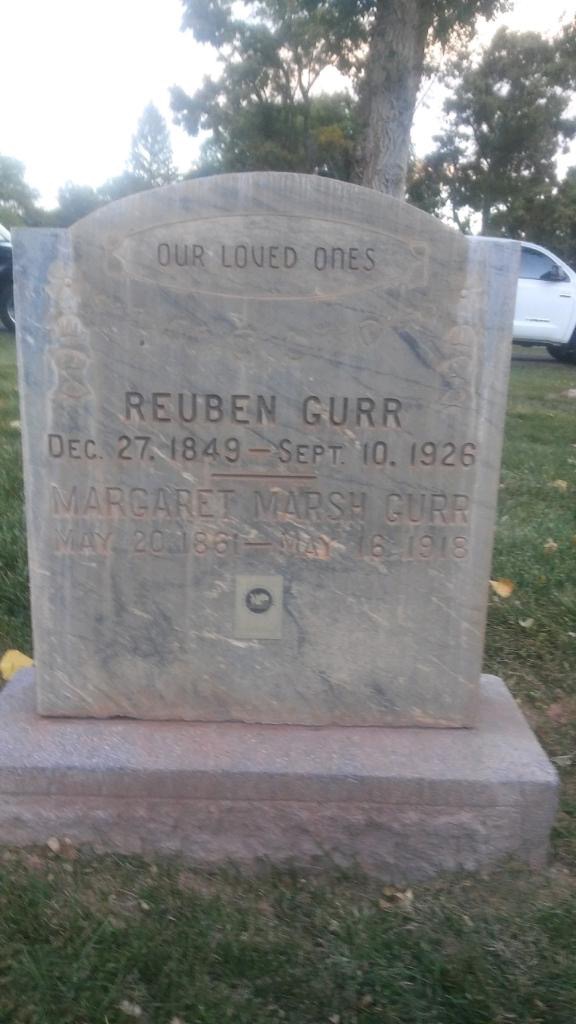 OUR LOVED ONES
REUBEN GURR
DEC. 27. 1849 – SEPT. 10. 1926
MARGARET MARSH GURR
MAY 20. 1861 – MAY 16. 1918